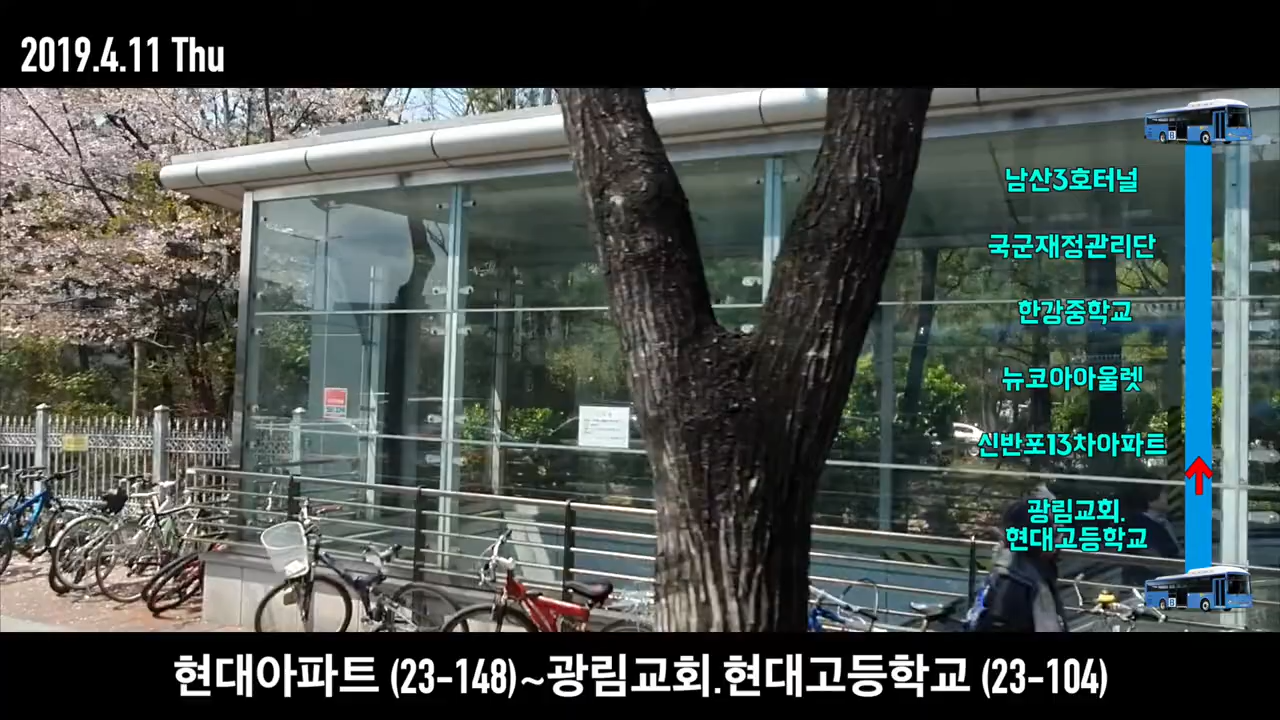 2019.4.11 Thu
남산3호터널
국군재정관리단
한강중학교
뉴코아아울렛
신반포13차아파트
광림교회.
현대고등학교
현대아파트 (23-148)~광림교회.현대고등학교 (23-104)